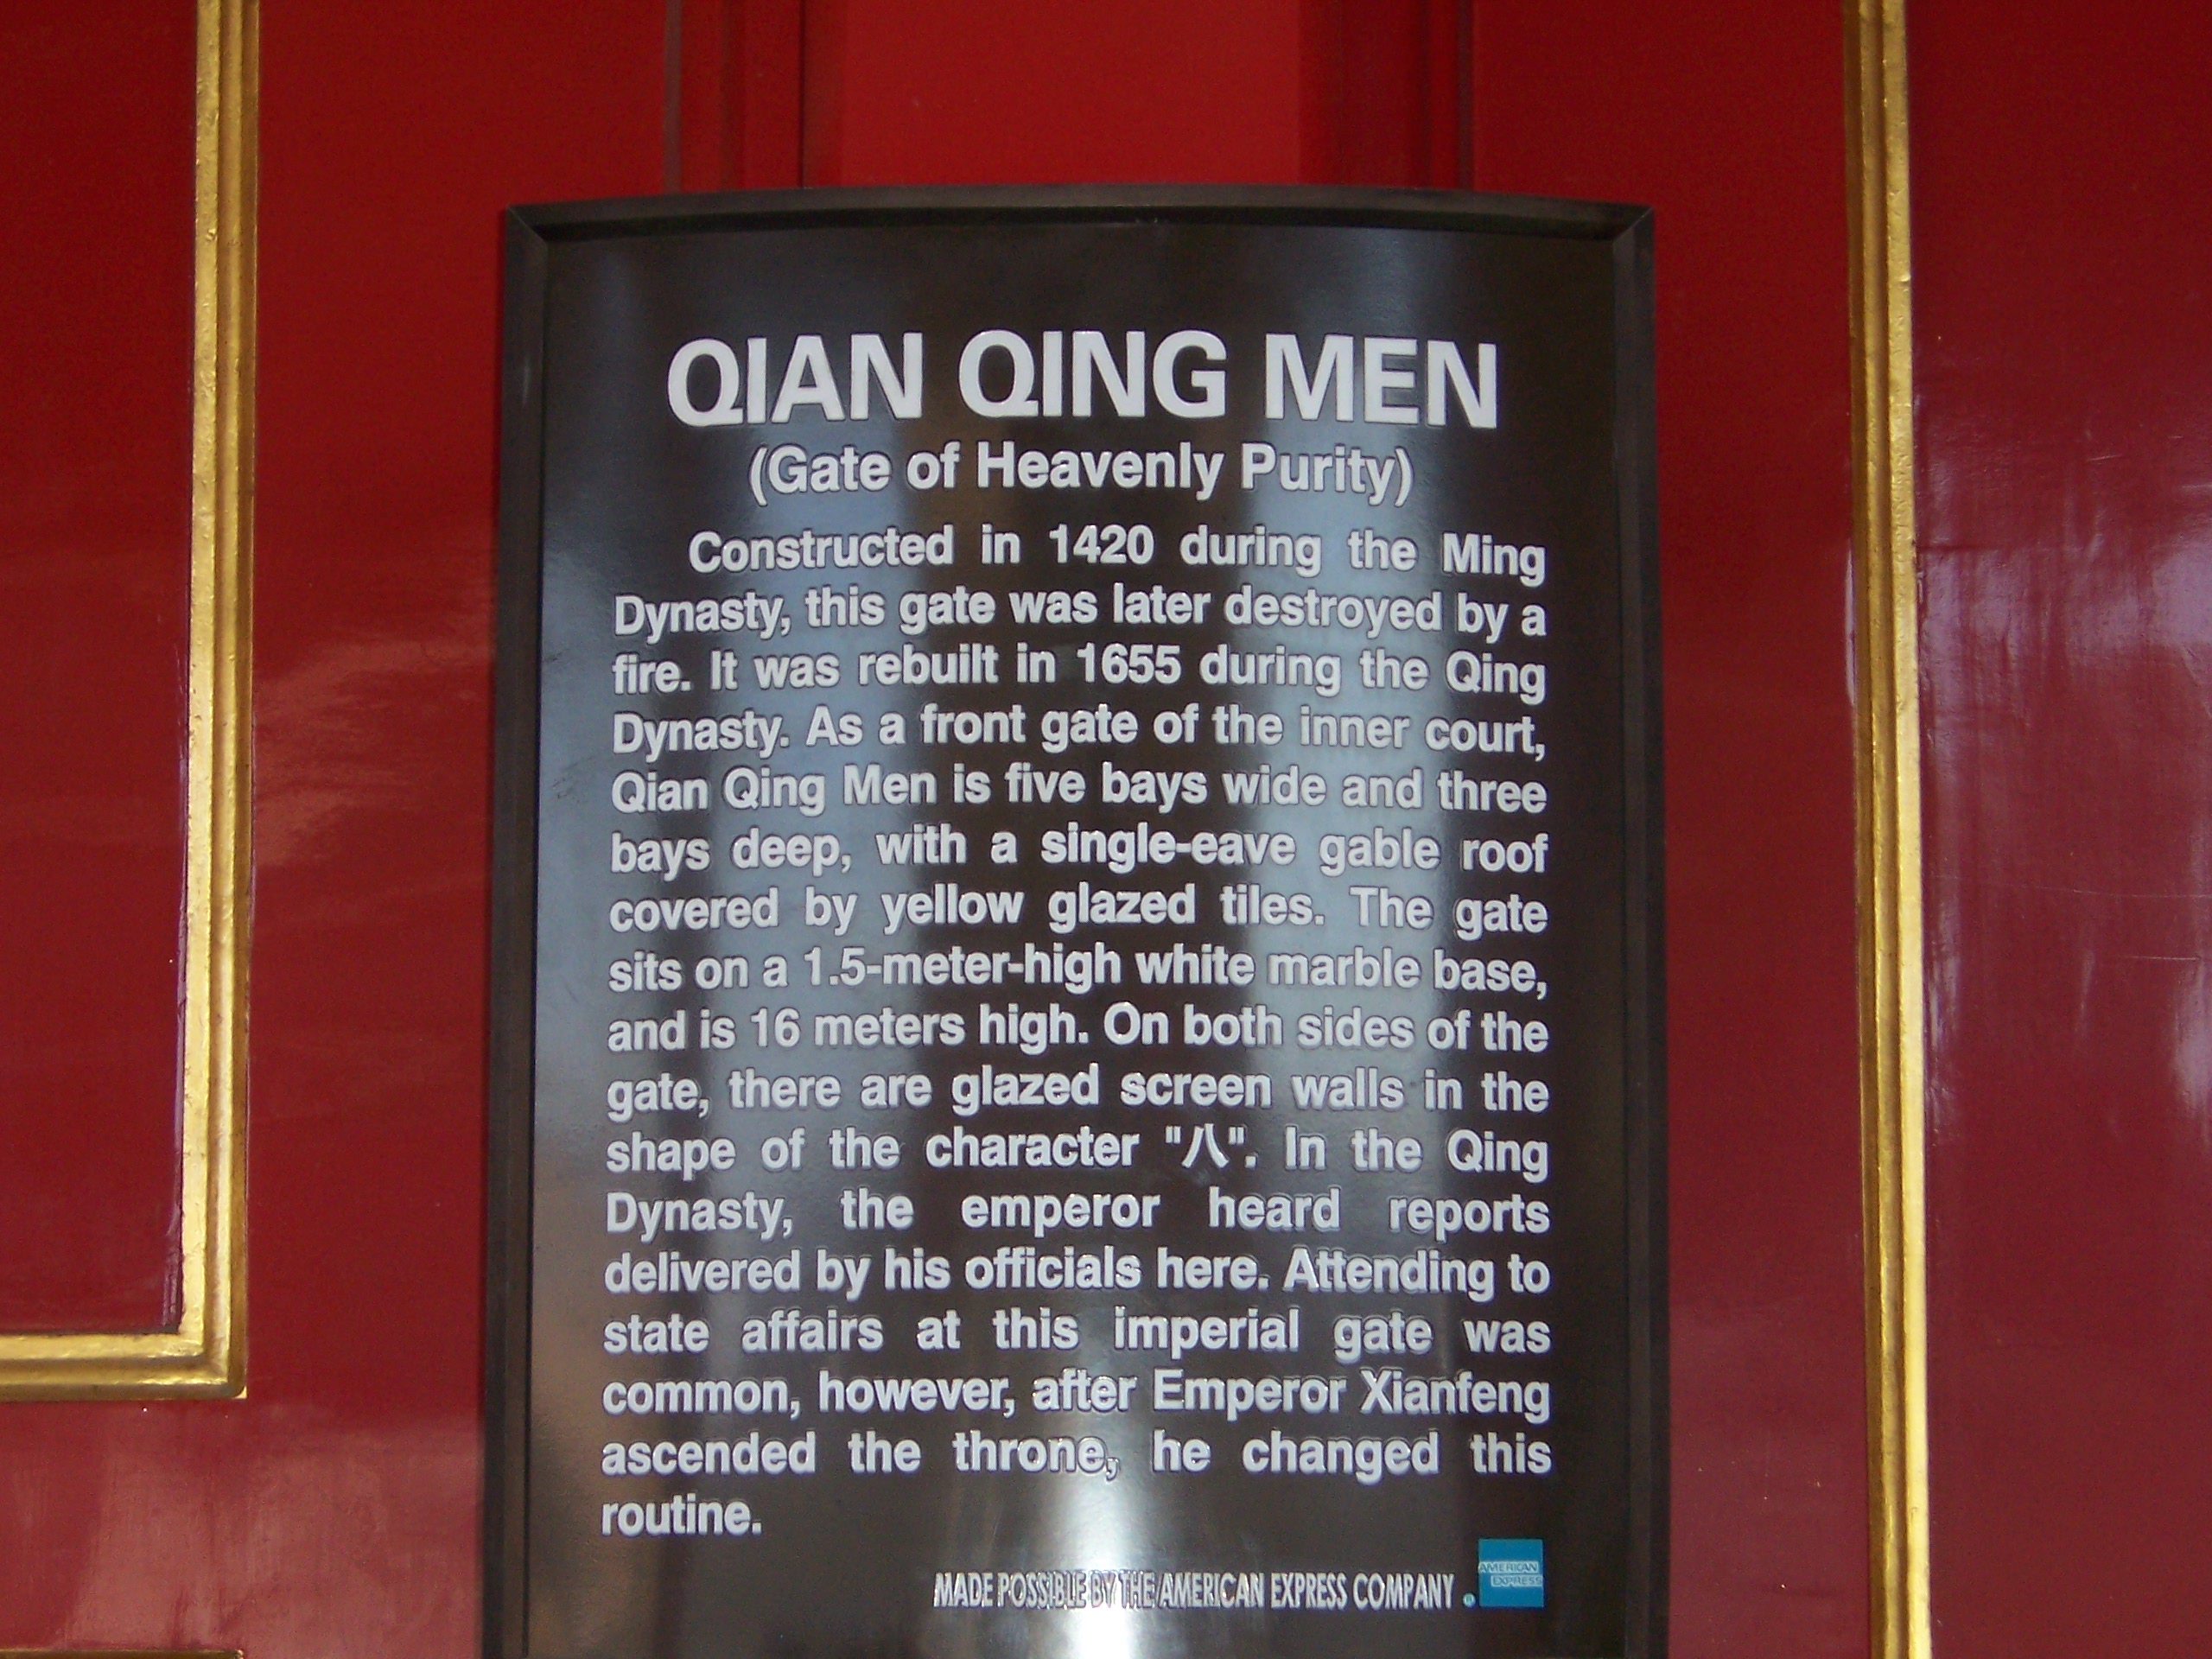 QIAN QING MEN
(Gate of Heavenly Purity)
Constructed in 1420 during the Ming
Dynasty, this gate was later destroyed by a
fire. It was rebuilt in 1655 during the Qing
Dynasty. As a front gate of the inner court,
Qian Qing Men is five bays wide and three
bays deep, with a single-eave gable roof
covered by yellow glazed tiles. The gate
sits on a 1.5-meter-high white marble base,
and is 16 meters high. On both sides of the
gate, there are glazed screen walls in the
shape of the character "八". In the Qing
Dynasty, the emperor heard reports
delivered by his officials here. Attending to
state affairs at this imperial gate was
common, however, after Emperor Xianfeng
ascended the throne, he changed this
routine.
MADE POSSIBLE BY THE AMERICAN EXPRESS COMPANY .
AMERICAN
EXPRESS